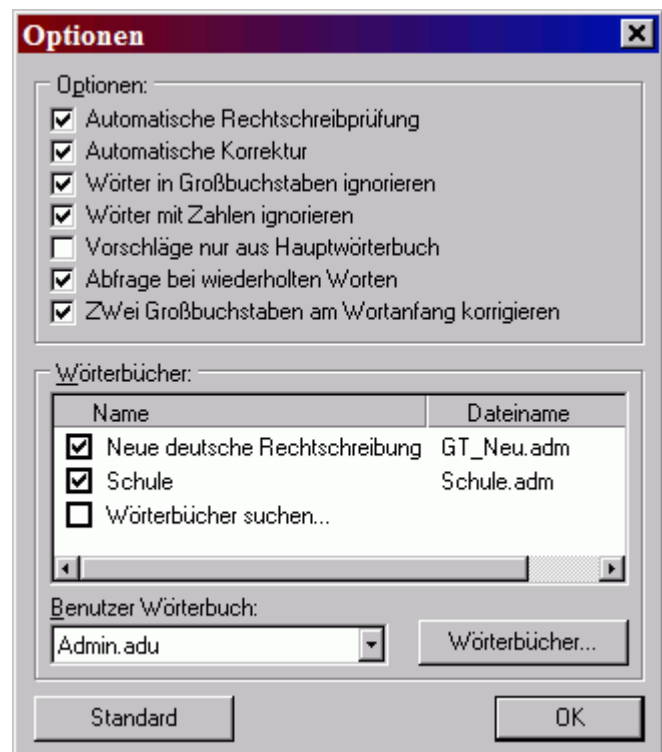 Optionen
Optionen:
Automatische Rechtschreibprüfung
Automatische Korrektur
Wörter in Großbuchstaben ignorieren
Wörter mit Zahlen ignorieren
Vorschläge nur aus Hauptwörterbuch
Abfrage bei wiederholten Worten
ZWei Großbuchstaben am Wortanfang korrigieren
Wörterbücher:
Name Dateiname
Neue deutsche Rechtschreibung GT_Neu.adm
Schule Schule.adm
Wörterbücher suchen...
Benutzer Wörterbuch:
Admin.adu Wörterbücher...
Standard OK